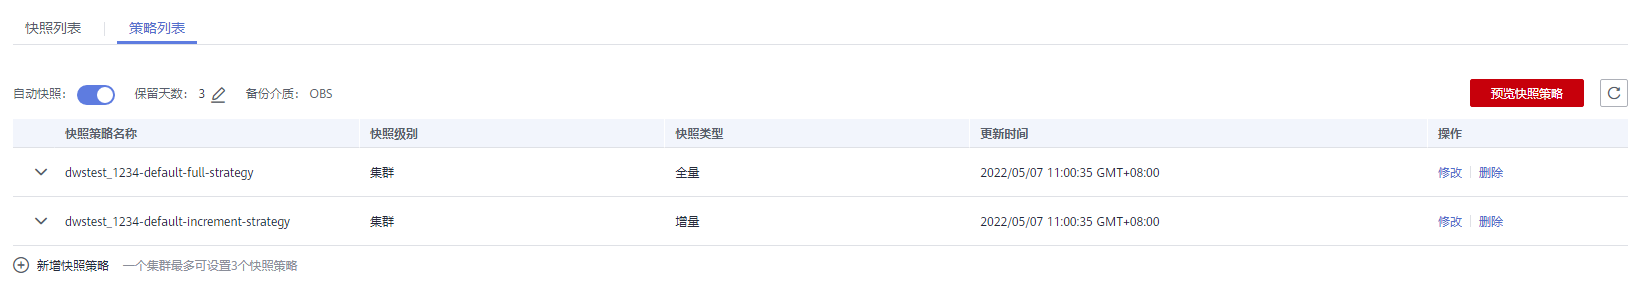 快照列表 策略列表
自动快照： 保留天数： 3 备份介质： OBS 预览快照策略
快照策略名称 快照级别 快照类型 更新时间 操作
dwstest_1234-default-full-strategy 集群 全量 2022/05/07 11:00:35 GMT+08:00 修改 删除
dwstest_1234-default-increment-strategy 集群 增量 2022/05/07 11:00:35 GMT+08:00 修改 删除
新增快照策略 一个集群最多可设置3个快照策略